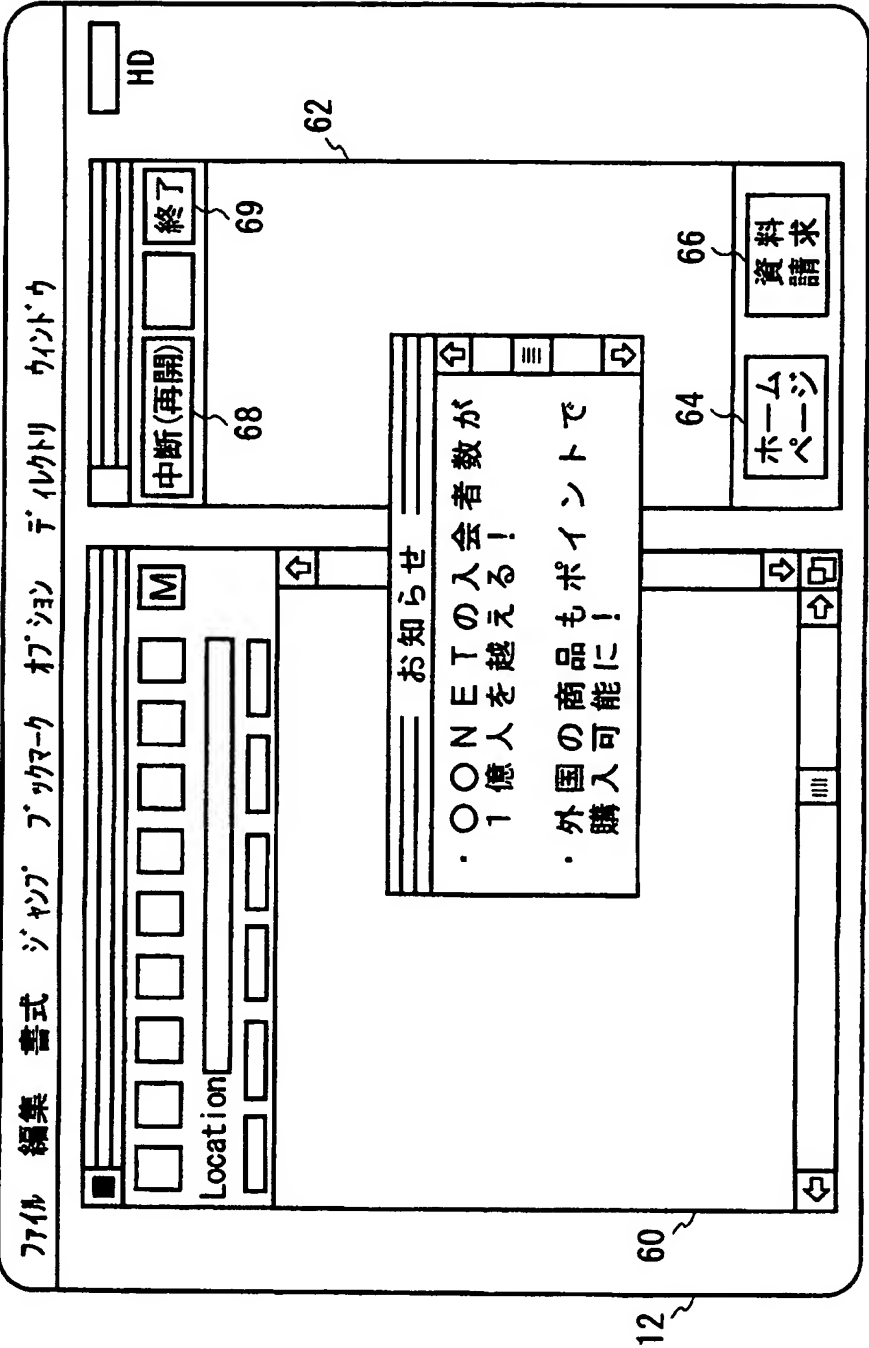 ファイル 編集 書式 ジャンプ ブックマーク オプション ディレクトリ ウィンドウ
HD
M
Location
中断(再開)
終了
68
69
62
お知らせ
・〇〇NETの入会者数が
1億人を越える!
・外国の商品もポイントで
購入可能に!
64
66
ホーム
ページ
資料
請求
60
12